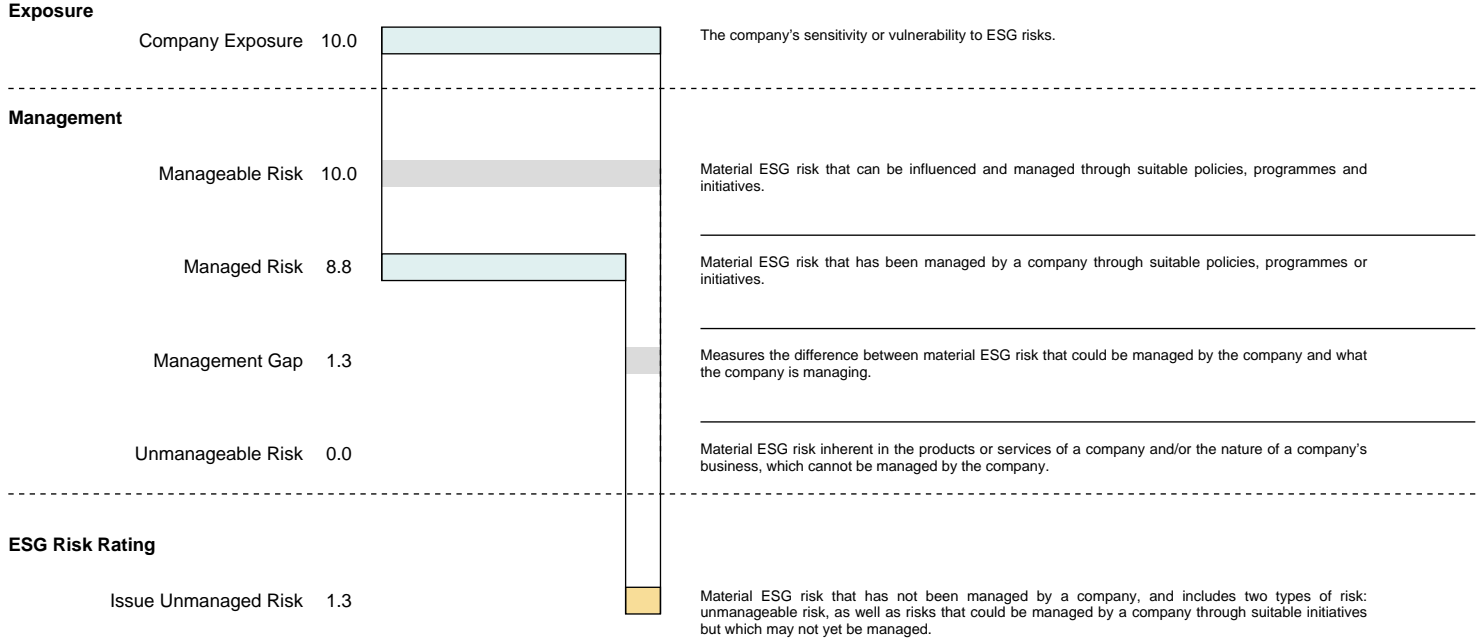 Exposure
Company Exposure 10.0
The company’s sensitivity or vulnerability to ESG risks.
Management
Manageable Risk 10.0
Material ESG risk that can be influenced and managed through suitable policies, programmes and
initiatives.
Managed Risk 8.8
Material ESG risk that has been managed by a company through suitable policies, programmes or
initiatives.
Management Gap 1.3
Measures the difference between material ESG risk that could be managed by the company and what
the company is managing.
Unmanageable Risk 0.0
Material ESG risk inherent in the products or services of a company and/or the nature of a company’s
business, which cannot be managed by the company.
ESG Risk Rating
Issue Unmanaged Risk 1.3
Material ESG risk that has not been managed by a company, and includes two types of risk:
unmanageable risk, as well as risks that could be managed by a company through suitable initiatives
but which may not yet be managed.